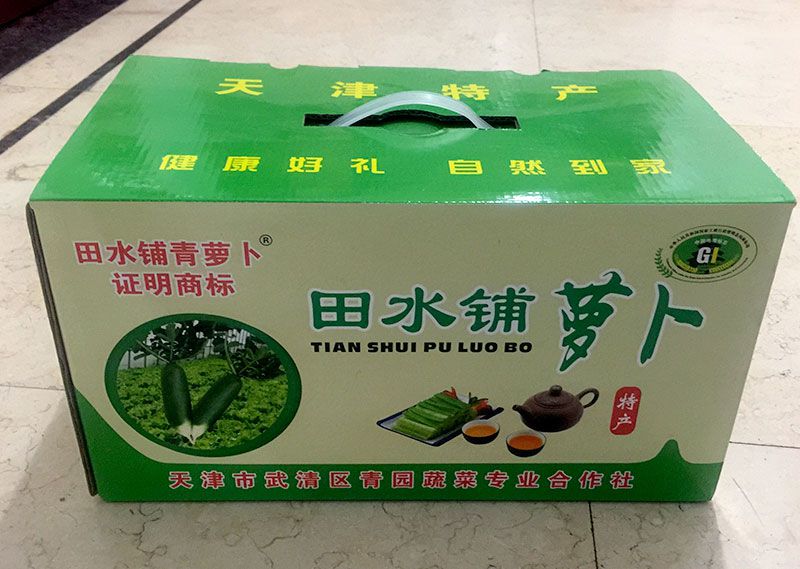 天津特产
健康好礼 自然到家
田水铺青萝卜®
证明商标
田水铺萝卜
TIAN SHUI PU LUO BO
GI
特产
天津市武清区青园蔬菜专业合作社